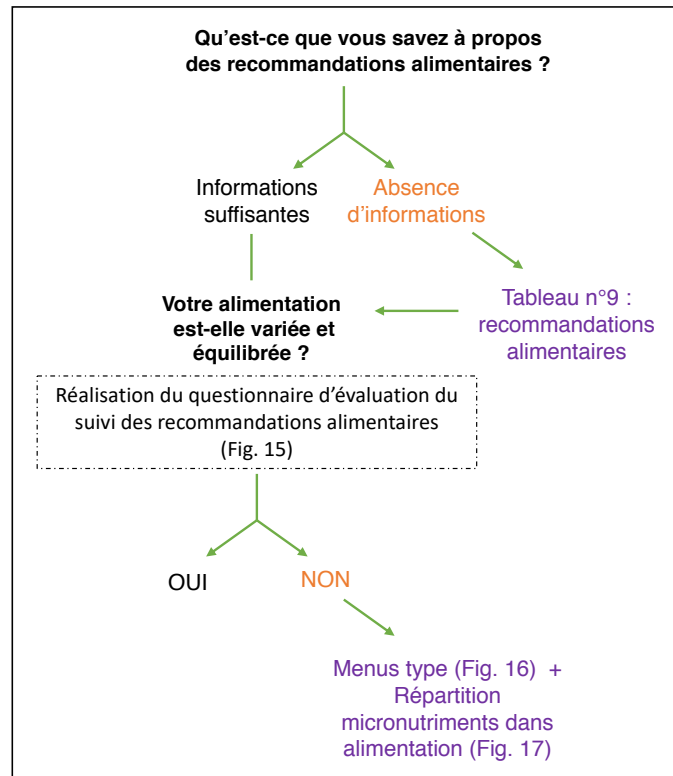 Qu'est-ce que vous savez à propos
des recommandations alimentaires ?
Informations
suffisantes
Absence
d'informations
Tableau n°9 :
recommandations
alimentaires
Votre alimentation
est-elle variée et
équilibrée ?
Réalisation du questionnaire d'évaluation du
suivi des recommandations alimentaires
(Fig. 15)
OUI
NON
Menus type (Fig. 16) +
Répartition
micronutriments dans
alimentation (Fig. 17)